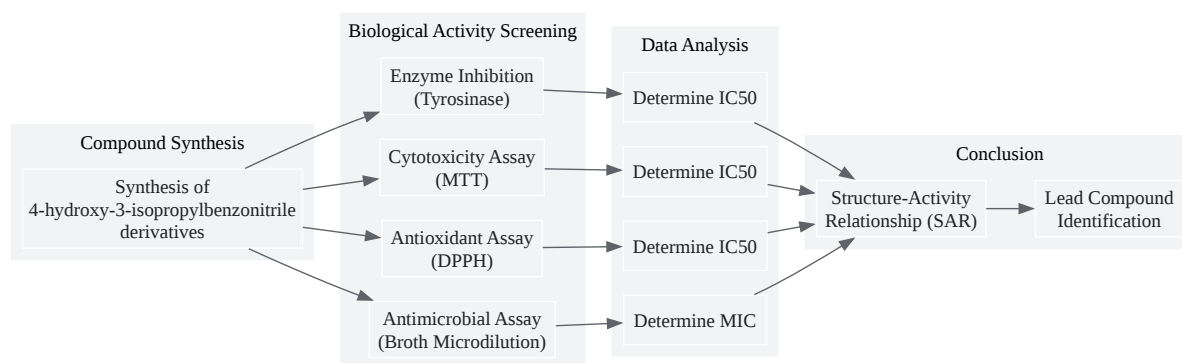 Compound Synthesis
Synthesis of
4-hydroxy-3-isopropylbenzonitrile
derivatives
Biological Activity Screening
Enzyme Inhibition
(Tyrosinase)
Cytotoxicity Assay
(MTT)
Antioxidant Assay
(DPPH)
Antimicrobial Assay
(Broth Microdilution)
Data Analysis
Determine IC50
Determine IC50
Determine IC50
Determine MIC
Conclusion
Structure-Activity
Relationship (SAR)
Lead Compound
Identification